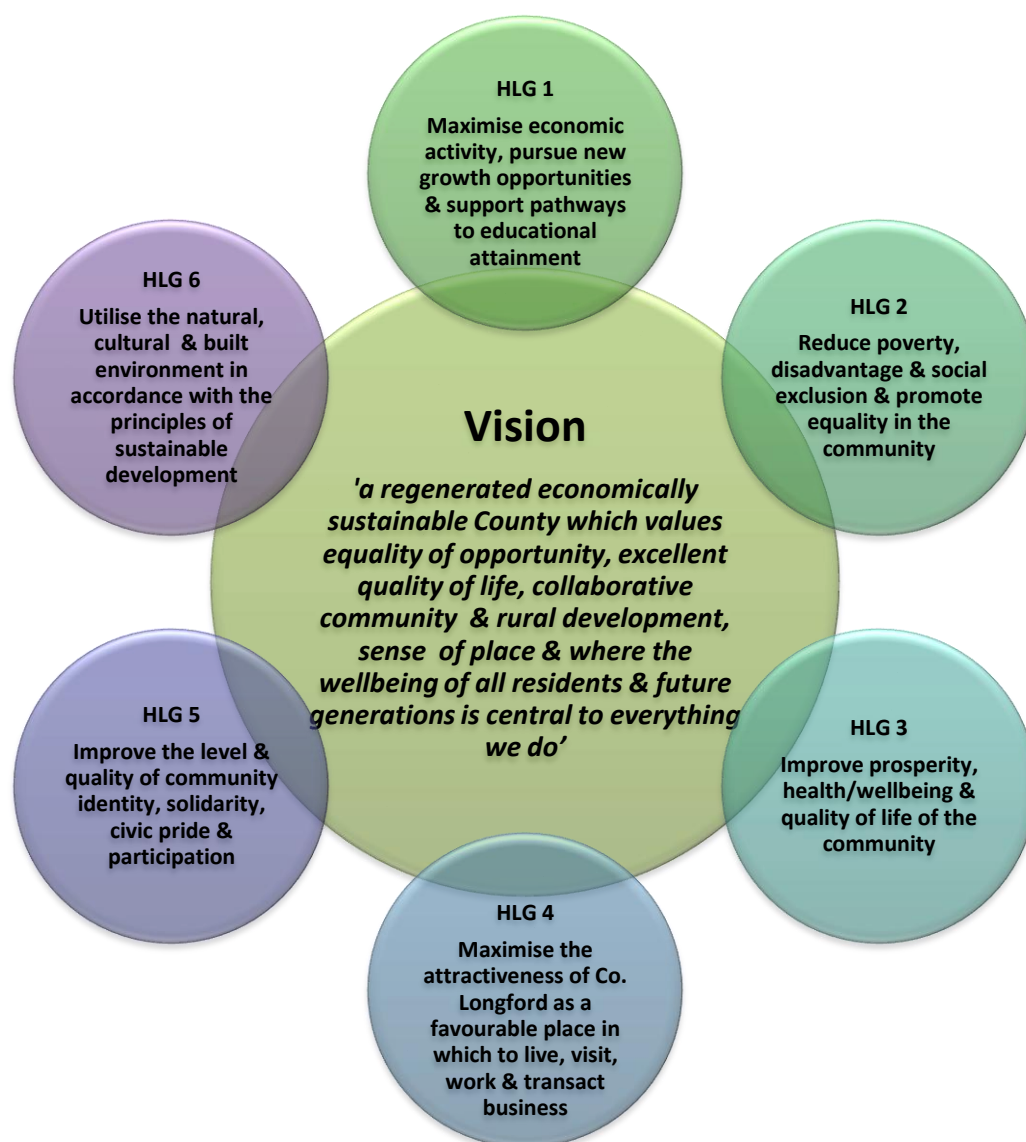 HLG 1
Maximise economic
activity, pursue new
growth opportunities
& support pathways
to educational
attainment
HLG 2
Reduce poverty,
disadvantage & social
exclusion & promote
equality in the
community
HLG 3
Improve prosperity,
health/wellbeing &
quality of life of the
community
HLG 4
Maximise the
attractiveness of Co.
Longford as a
favourable place in
which to live, visit,
work & transact
business
HLG 5
Improve the level &
quality of community
identity, solidarity,
civic pride &
participation
HLG 6
Utilise the natural,
cultural & built
environment in
accordance with the
principles of
sustainable
development
Vision
'a regenerated economically
sustainable County which values
equality of opportunity, excellent
quality of life, collaborative
community & rural development,
sense of place & where the
wellbeing of all residents & future
generations is central to everything
we do’